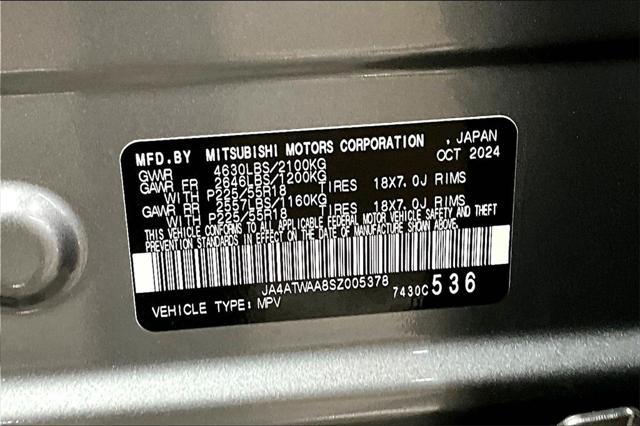 MFD.BY MITSUBISHI MOTORS CORPORATION , JAPAN
OCT 2024
GVWR 4630LBS/2100KG
GAWR FR 2646LBS/1200KG
WITH P225/55R18 TIRES 18X7.0J RIMS
GAWR RR 2557LBS/1160KG
WITH P225/55R18 TIRES 18X7.0J RIMS
THIS VEHICLE CONFORMS TO ALL APPLICABLE FEDERAL MOTOR VEHICLE SAFETY AND THEFT
PREVENTION STANDARDS IN EFFECT ON THE DATE OF MANUFACTURE SHOWN ABOVE.
JA4ATWAA8SZ005378
VEHICLE TYPE: MPV 7430C 536